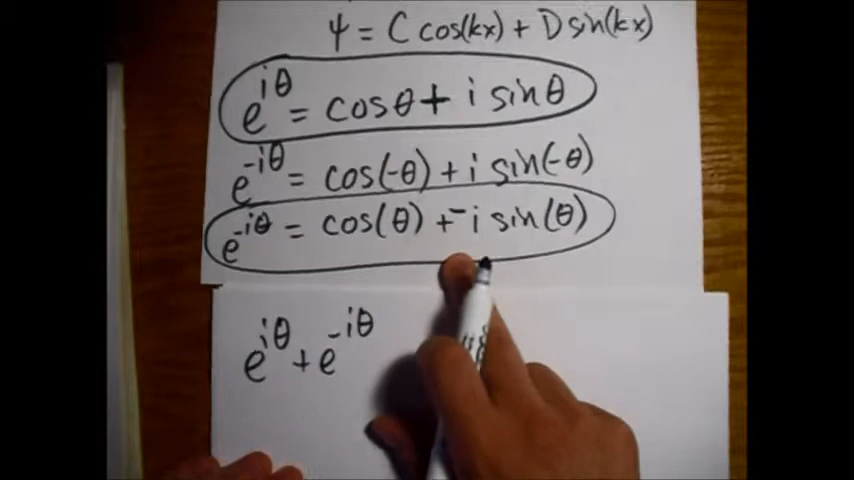 ψ = C cos(kx) + D sin(kx)
e^{iθ} = cosθ + i sinθ
e^{-iθ} = cos(-θ) + i sin(-θ)
e^{-iθ} = cos(θ) + - i sin(θ)
e^{iθ} + e^{-iθ}